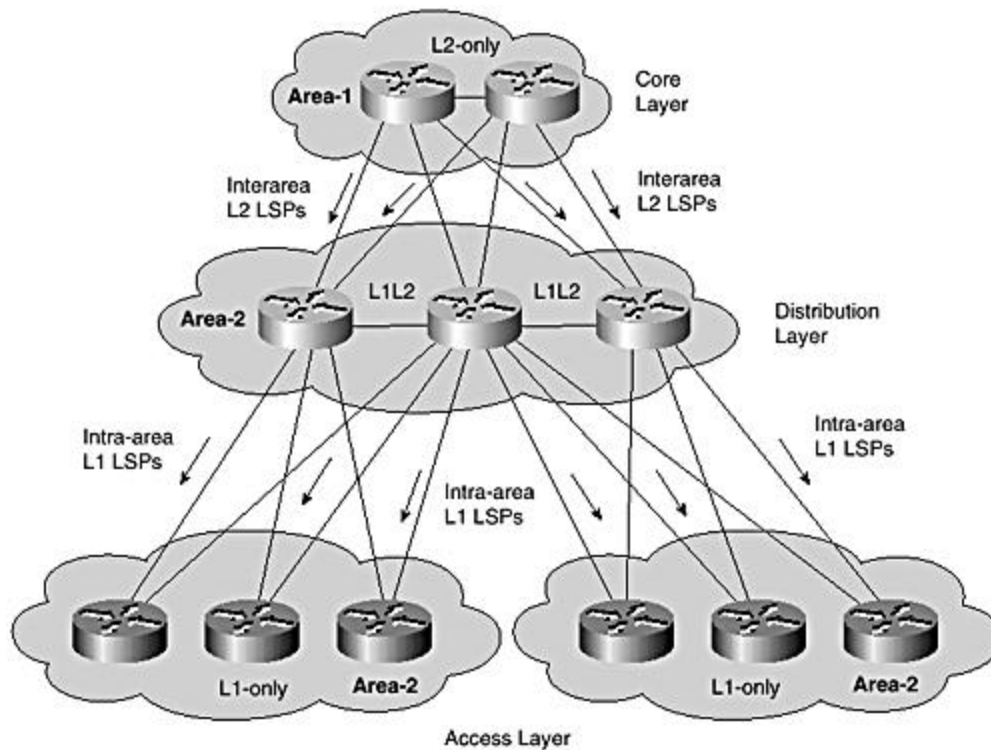 L2-only
Area-1
Core
Layer
Interarea
L2 LSPs
Interarea
L2 LSPs
L1L2
L1L2
Area-2
Distribution
Layer
Intra-area
L1 LSPs
Intra-area
L1 LSPs
Intra-area
L1 LSPs
L1-only
Area-2
L1-only
Area-2
Access Layer